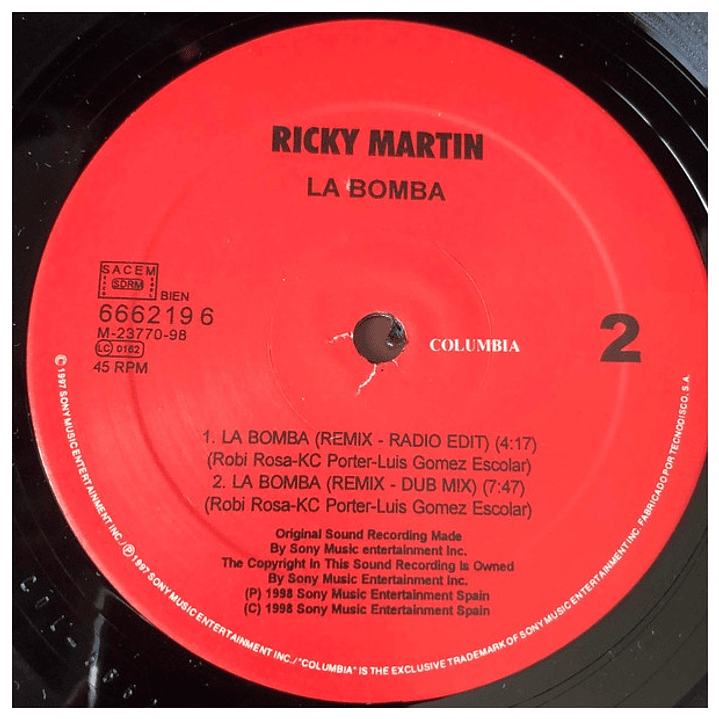 RICKY MARTIN
LA BOMBA
SACEM
SDRM
BIEN
666219 6
M-23770-98
LC 0162
45 RPM
COLUMBIA
2
1. LA BOMBA (REMIX - RADIO EDIT) (4:17)
(Robi Rosa-KC Porter-Luis Gomez Escolar)
2. LA BOMBA (REMIX - DUB MIX) (7:47)
(Robi Rosa-KC Porter-Luis Gomez Escolar)
Original Sound Recording Made
By Sony Music entertainment Inc.
The Copyright In This Sound Recording Is Owned
By Sony Music entertainment Inc.
(P) 1998 Sony Music Entertainment Spain
(C) 1998 Sony Music Entertainment Spain
Ⓒ 1997 SONY MUSIC ENTERTAINMENT INC./Ⓟ 1997 SONY MUSIC ENTERTAINMENT INC./"COLUMBIA" IS THE EXCLUSIVE TRADEMARK OF SONY MUSIC ENTERTAINMENT INC. FABRICADO POR TECNODISCO, S.A.